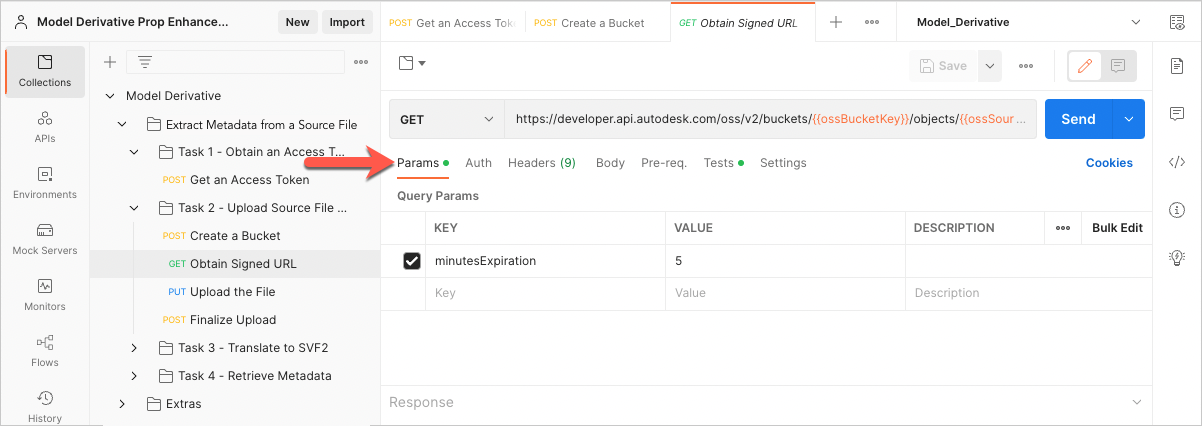 Model Derivative Prop Enhance...
New
Import
POST Get an Access Toke
POST Create a Bucket
GET Obtain Signed URL
Model_Derivative
Collections
APIs
Environments
Mock Servers
Monitors
Flows
History
Model Derivative
Extract Metadata from a Source File
Task 1 - Obtain an Access T...
POST Get an Access Token
Task 2 - Upload Source File ...
POST Create a Bucket
GET Obtain Signed URL
PUT Upload the File
POST Finalize Upload
Task 3 - Translate to SVF2
Task 4 - Retrieve Metadata
Extras
Save
GET
https://developer.api.autodesk.com/oss/v2/buckets/{{ossBucketKey}}/objects/{{ossSour ...
Send
Params
Auth
Headers (9)
Body
Pre-req.
Tests
Settings
Cookies
Query Params
KEY
VALUE
DESCRIPTION
Bulk Edit
minutesExpiration
5
Key
Value
Description
Response